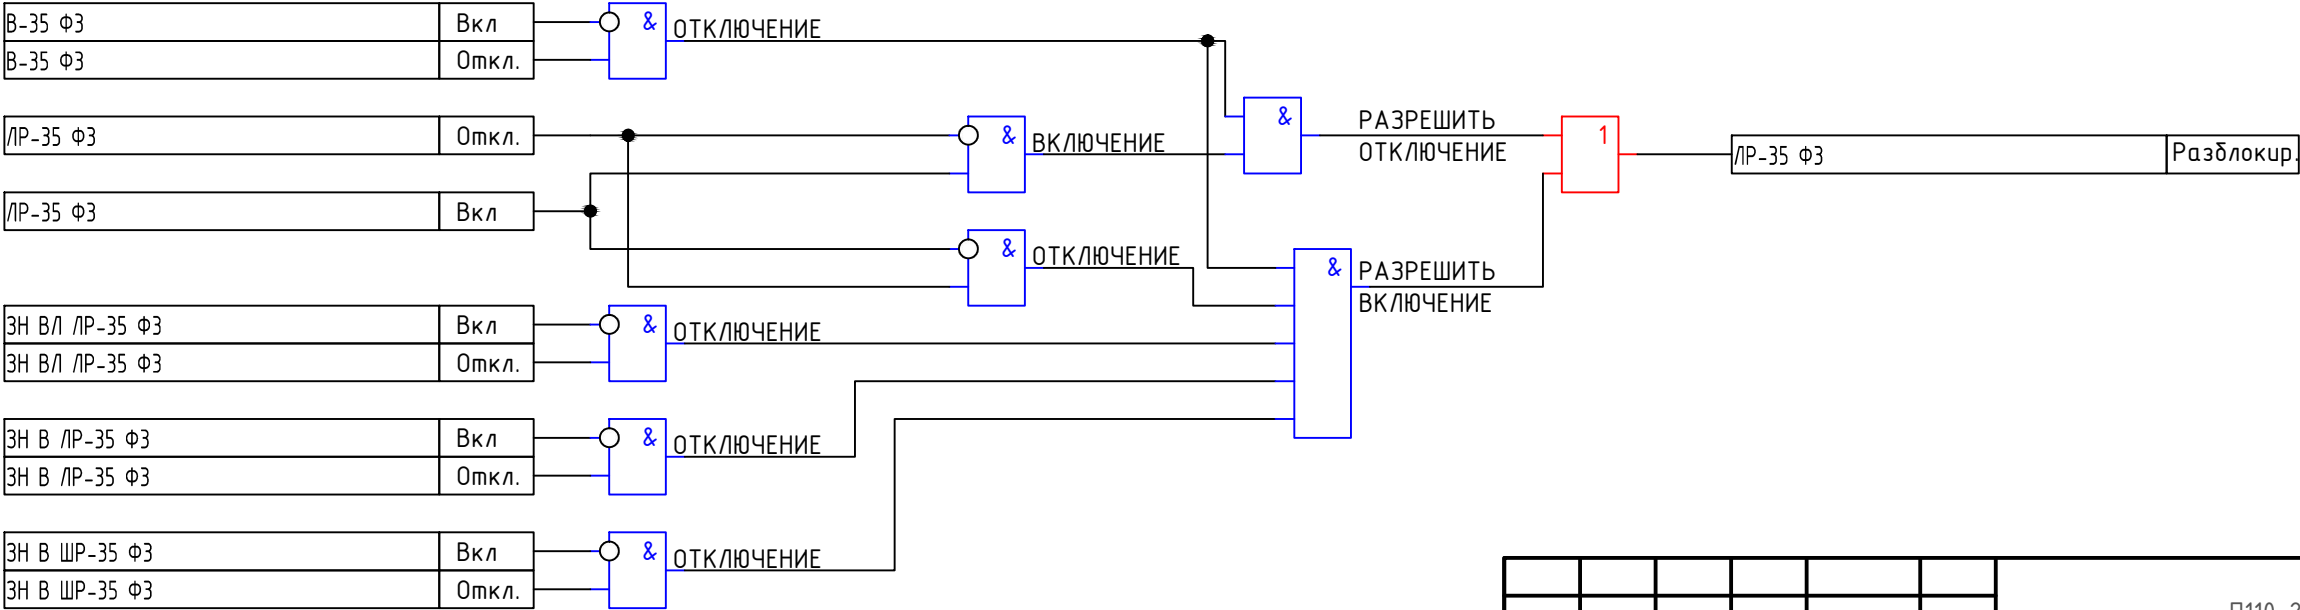 В-35 Ф3 Вкл & ОТКЛЮЧЕНИЕ
В-35 Ф3 Откл.
ЛР-35 Ф3 Откл. & ВКЛЮЧЕНИЕ & РАЗРЕШИТЬ ОТКЛЮЧЕНИЕ 1 ЛР-35 Ф3 Разблокир.
ЛР-35 Ф3 Вкл
& ОТКЛЮЧЕНИЕ & РАЗРЕШИТЬ
ВКЛЮЧЕНИЕ
ЗН ВЛ ЛР-35 Ф3 Вкл & ОТКЛЮЧЕНИЕ
ЗН ВЛ ЛР-35 Ф3 Откл.
ЗН В ЛР-35 Ф3 Вкл & ОТКЛЮЧЕНИЕ
ЗН В ЛР-35 Ф3 Откл.
ЗН В ШР-35 Ф3 Вкл & ОТКЛЮЧЕНИЕ
ЗН В ШР-35 Ф3 Откл.